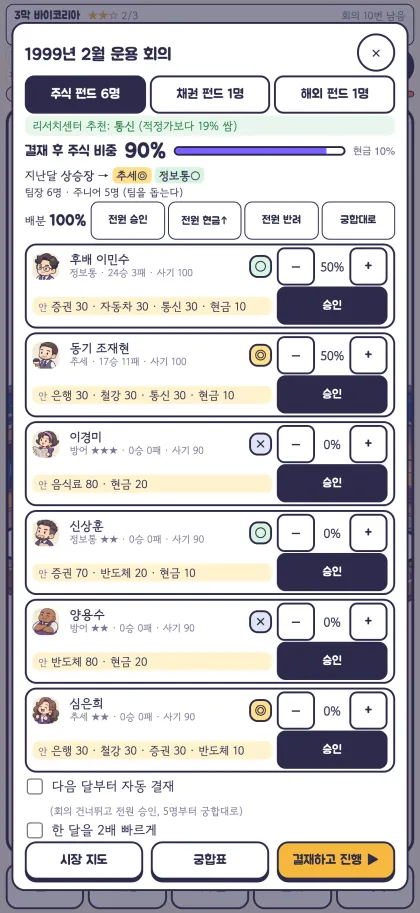 3막 바이코리아 ★★☆ 2/3 회의 10번 남음
1999년 2월 운용 회의 ×
주식 펀드 6명 채권 펀드 1명 해외 펀드 1명
리서치센터 추천: 통신 (적정가보다 19% 쌈)
결재 후 주식 비중 90% 현금 10%
지난달 상승장 → 추세◎ 정보통○
팀장 6명 · 주니어 5명 (팀을 돕는다)
배분 100% 전원 승인 전원 현금↑ 전원 반려 궁합대로
후배 이민수 ○ – 50% +
정보통 · 24승 3패 · 사기 100
안 증권 30 · 자동차 30 · 통신 30 · 현금 10 승인
동기 조재현 ◎ – 50% +
추세 · 17승 11패 · 사기 100
안 은행 30 · 철강 30 · 통신 30 · 현금 10 승인
이경미 × – 0% +
방어 ★★★ · 0승 0패 · 사기 90
안 음식료 80 · 현금 20 승인
신상훈 ○ – 0% +
정보통 ★★ · 0승 0패 · 사기 90
안 증권 70 · 반도체 20 · 현금 10 승인
양용수 × – 0% +
방어 ★★ · 0승 0패 · 사기 90
안 반도체 80 · 현금 20 승인
심은희 ◎ – 0% +
추세 ★★ · 0승 0패 · 사기 90
안 은행 30 · 철강 30 · 증권 30 · 반도체 10 승인
다음 달부터 자동 결재
(회의 건너뛰고 전원 승인, 5명부터 궁합대로)
한 달을 2배 빠르게
시장 지도 궁합표 결재하고 진행 ▶